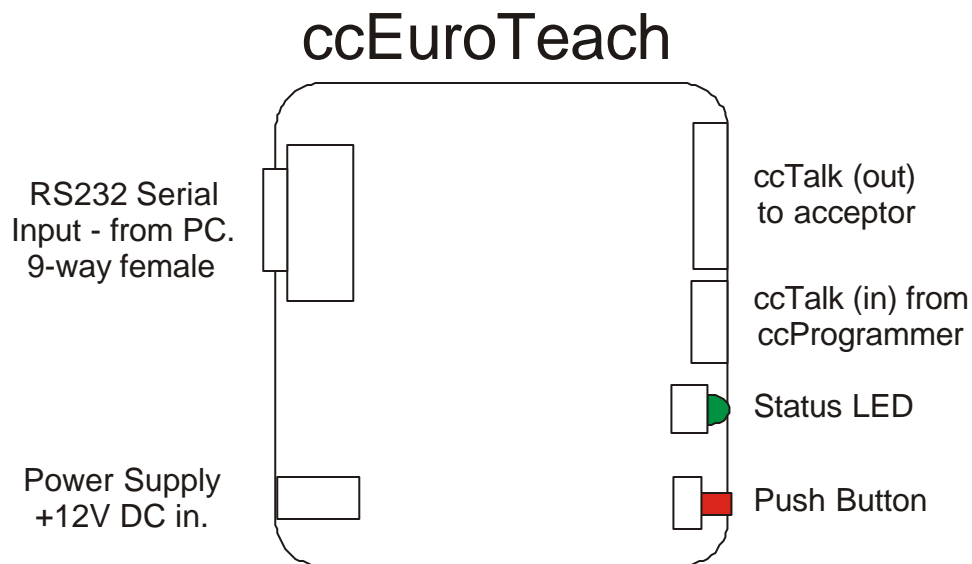 ccEuroTeach
RS232 Serial
Input - from PC.
9-way female
Power Supply
+12V DC in.
ccTalk (out)
to acceptor
ccTalk (in) from
ccProgrammer
Status LED
Push Button